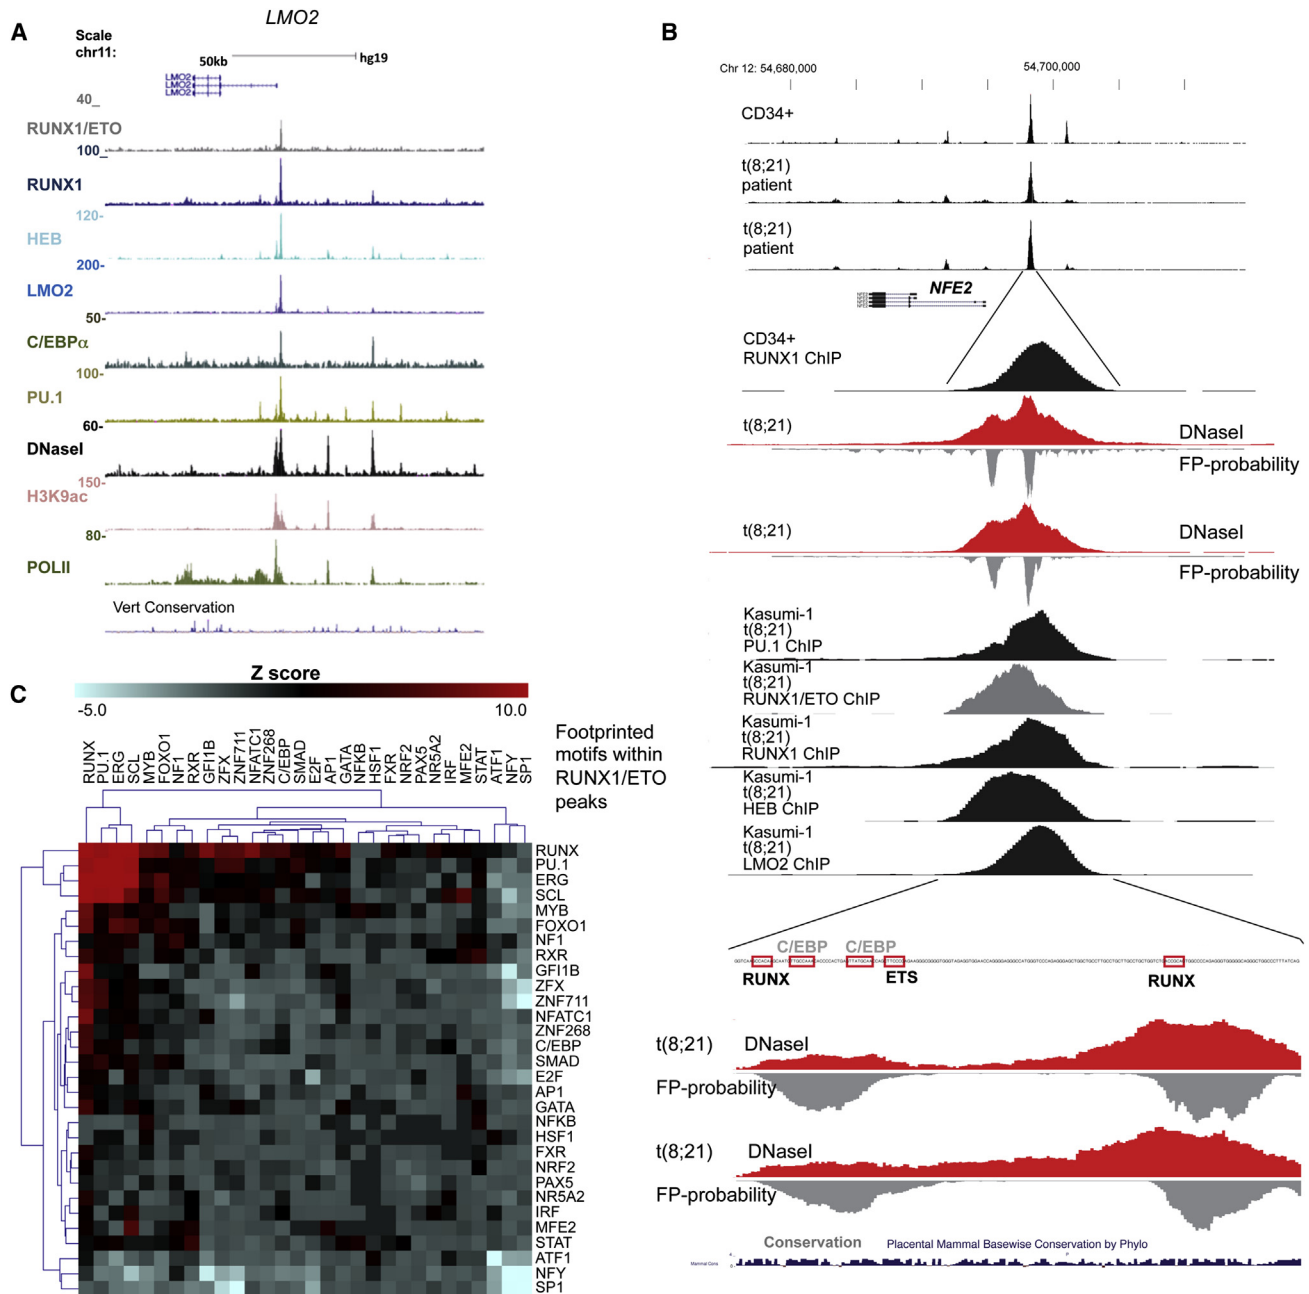 A
LMO2
Scale
chr11:
50kb
hg19
LMO2
LMO2
LMO2
40_
RUNX1/ETO
100_
RUNX1
120-
HEB
200-
LMO2
50-
C/EBPα
100-
PU.1
60-
DNaseI
150-
H3K9ac
80-
POLII
Vert Conservation
B
Chr 12: 54,680,000
54,700,000
CD34+
t(8;21)
patient
t(8;21)
patient
NFE2
CD34+
RUNX1 ChIP
t(8;21)
DNaseI
FP-probability
t(8;21)
DNaseI
FP-probability
Kasumi-1
t(8;21)
PU.1 ChIP
Kasumi-1
t(8;21)
RUNX1/ETO ChIP
Kasumi-1
t(8;21)
RUNX1 ChIP
Kasumi-1
t(8;21)
HEB ChIP
Kasumi-1
t(8;21)
LMO2 ChIP
C/EBP
C/EBP
RUNX
ETS
RUNX
t(8;21)
DNaseI
FP-probability
t(8;21)
DNaseI
FP-probability
Conservation
Placental Mammal Basewise Conservation by Phylo
Mammal Cons
C
Z score
-5.0
10.0
Footprinted
motifs within
RUNX1/ETO
peaks
RUNX
PU.1
ERG
SCL
MYB
FOXO1
NF1
RXR
GFI1B
ZFX
ZNF711
NFATC1
ZNF268
C/EBP
SMAD
E2F
AP1
GATA
NFKB
HSF1
FXR
NRF2
PAX5
NR5A2
IRF
MFE2
STAT
ATF1
NFY
SP1
RUNX
PU.1
ERG
SCL
MYB
FOXO1
NF1
RXR
GFI1B
ZFX
ZNF711
NFATC1
ZNF268
C/EBP
SMAD
E2F
AP1
GATA
NFKB
HSF1
FXR
NRF2
PAX5
NR5A2
IRF
MFE2
STAT
ATF1
NFY
SP1